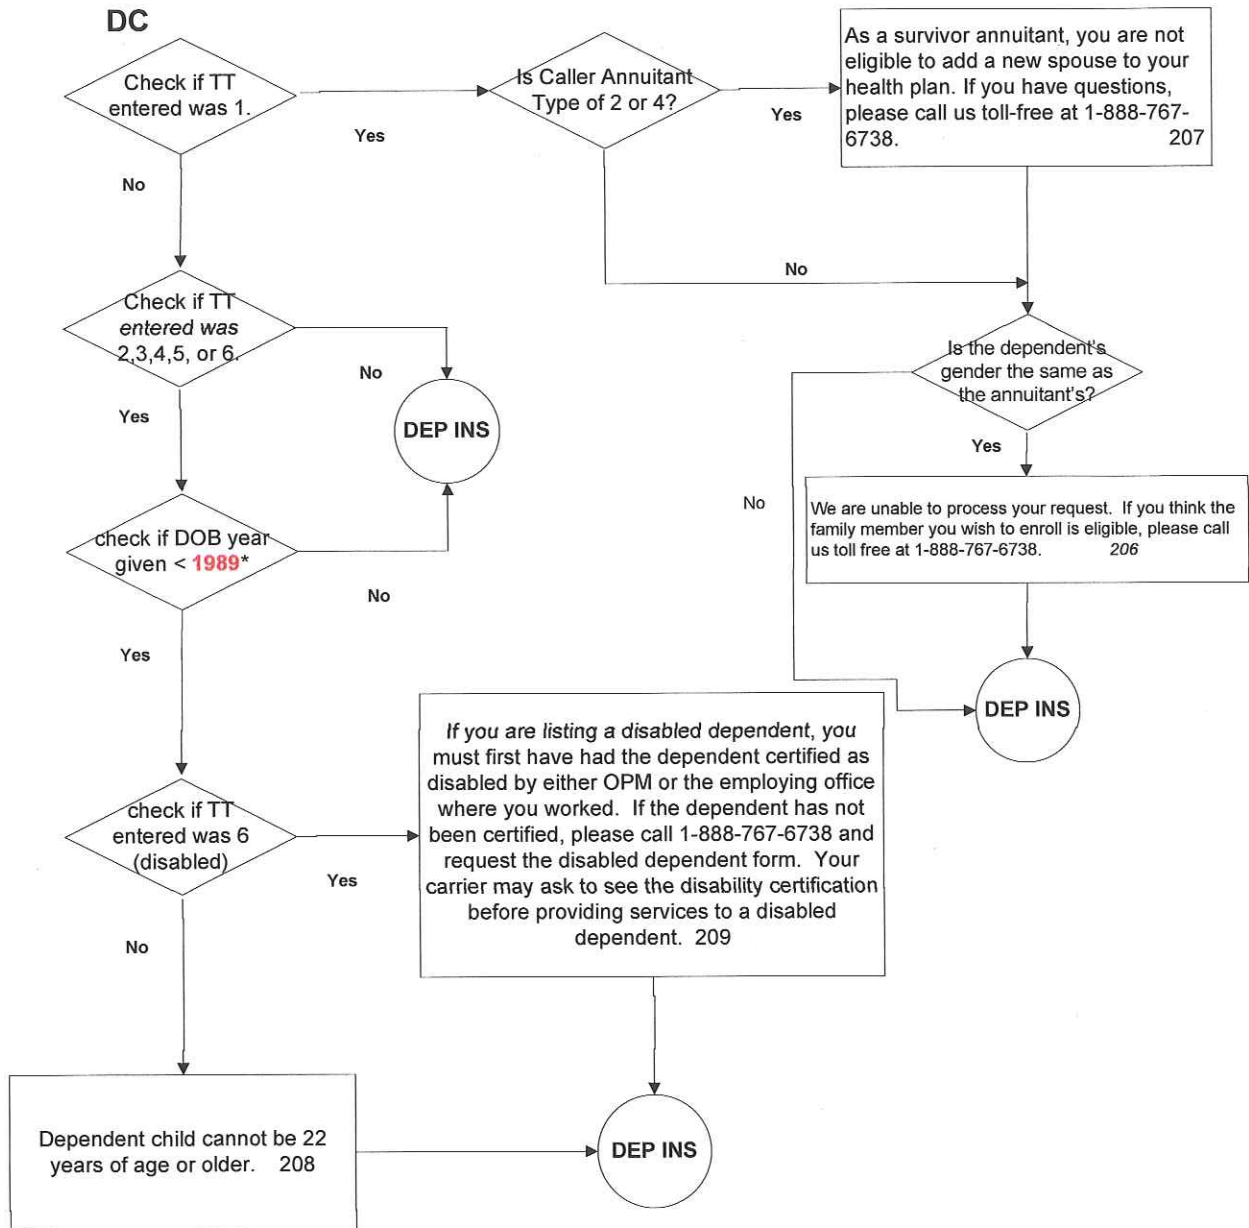 DC
Check if TT
entered was 1.
Yes
No
Is Caller Annuitant
Type of 2 or 4?
Yes
No
As a survivor annuitant, you are not
eligible to add a new spouse to your
health plan. If you have questions,
please call us toll-free at 1-888-767-
6738. 207
Check if TT
entered was
2,3,4,5, or 6.
No
Yes
DEP INS
Is the dependent's
gender the same as
the annuitant's?
Yes
No
We are unable to process your request. If you think the
family member you wish to enroll is eligible, please call
us toll free at 1-888-767-6738. 206
DEP INS
check if DOB year
given < 1989*
No
Yes
check if TT
entered was 6
(disabled)
Yes
No
If you are listing a disabled dependent, you
must first have had the dependent certified as
disabled by either OPM or the employing office
where you worked. If the dependent has not
been certified, please call 1-888-767-6738 and
request the disabled dependent form. Your
carrier may ask to see the disability certification
before providing services to a disabled
dependent. 209
Dependent child cannot be 22
years of age or older. 208
DEP INS